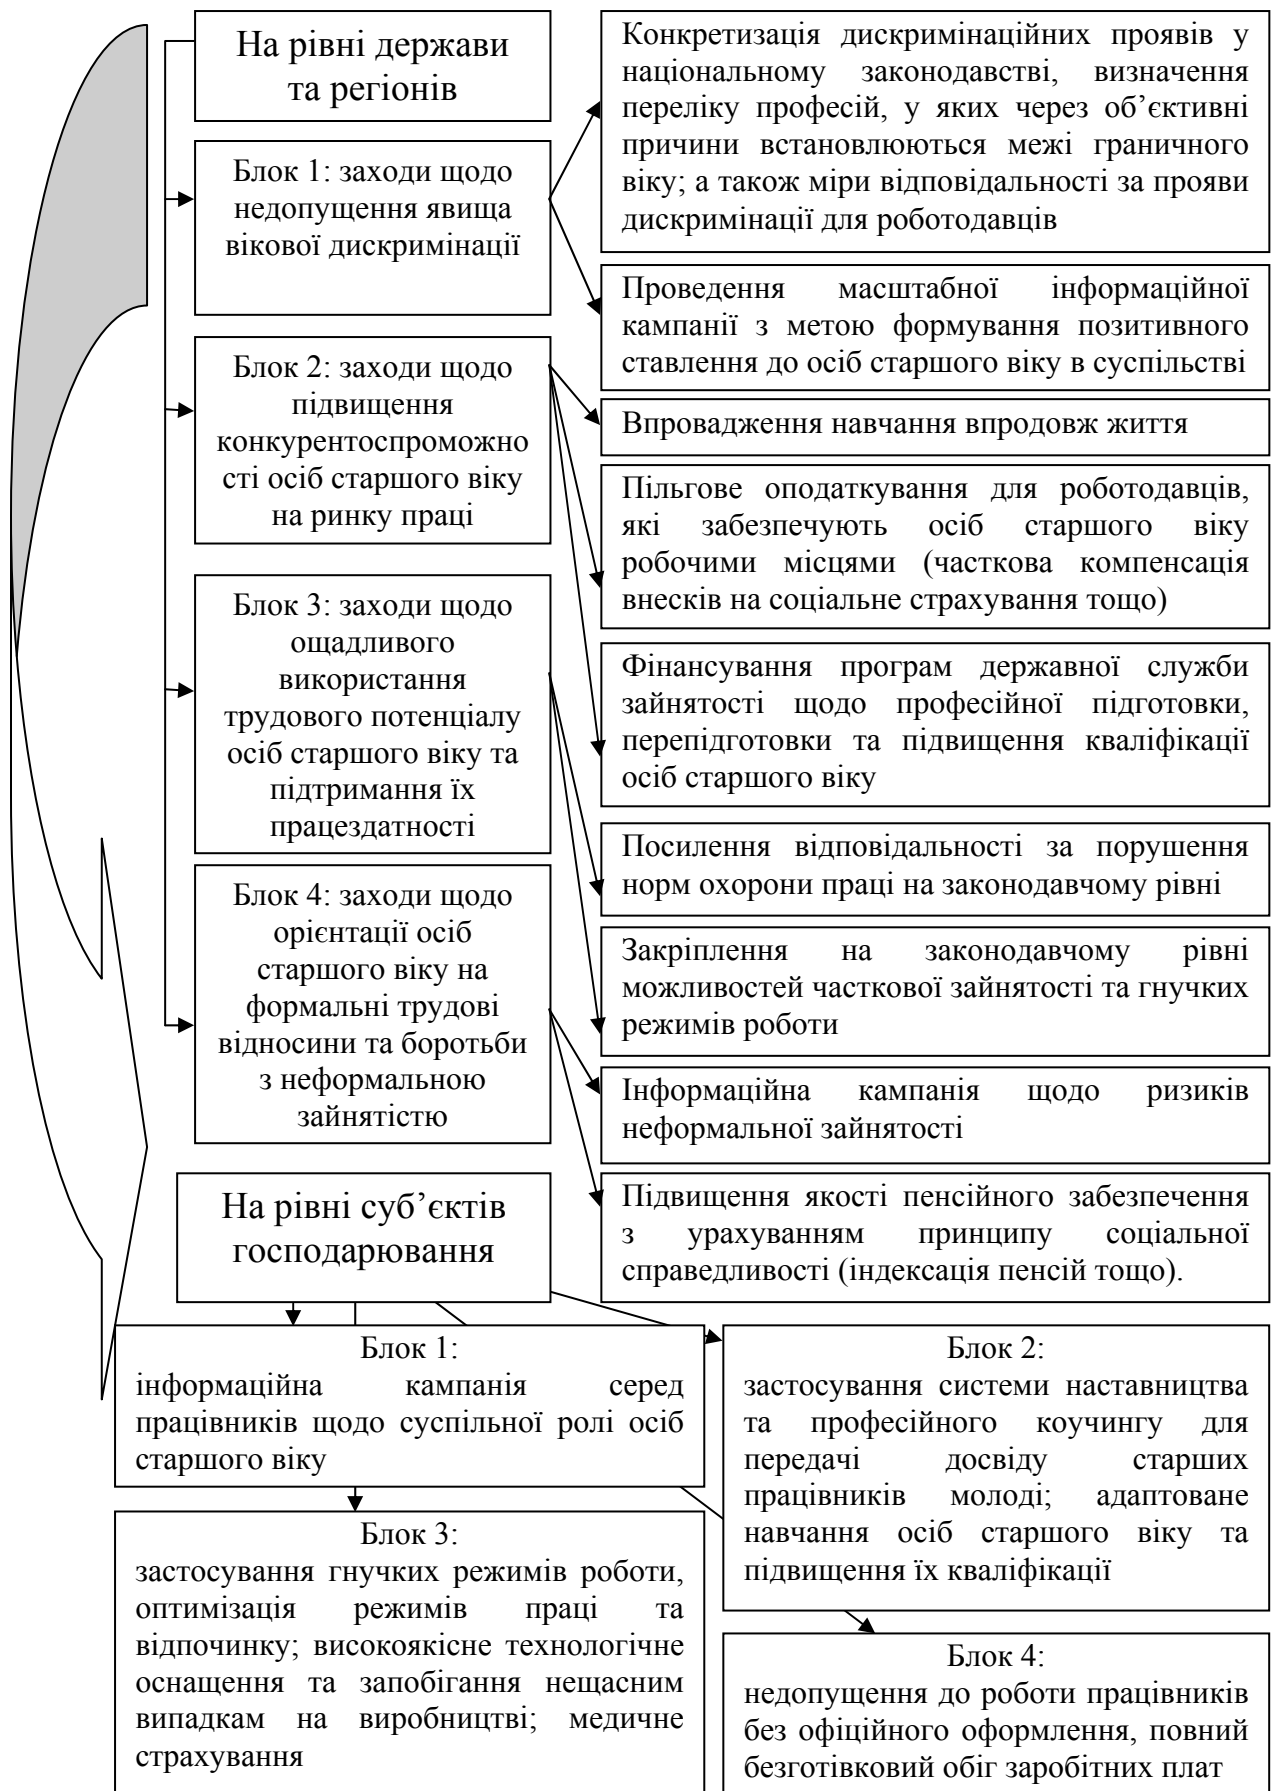 На рівні держави
та регіонів
Блок 1: заходи щодо
недопущення явища
вікової дискримінації
Блок 2: заходи щодо
підвищення
конкурентоспроможно
сті осіб старшого віку
на ринку праці
Блок 3: заходи щодо
ощадливого
використання
трудового потенціалу
осіб старшого віку та
підтримання їх
працездатності
Блок 4: заходи щодо
орієнтації осіб
старшого віку на
формальні трудові
відносини та боротьби
з неформальною
зайнятістю
Конкретизація дискримінаційних проявів у
національному законодавстві, визначення
переліку професій, у яких через об’єктивні
причини встановлюються межі граничного
віку; а також міри відповідальності за прояви
дискримінації для роботодавців
Проведення масштабної інформаційної
кампанії з метою формування позитивного
ставлення до осіб старшого віку в суспільстві
Впровадження навчання впродовж життя
Пільгове оподаткування для роботодавців,
які забезпечують осіб старшого віку
робочими місцями (часткова компенсація
внесків на соціальне страхування тощо)
Фінансування програм державної служби
зайнятості щодо професійної підготовки,
перепідготовки та підвищення кваліфікації
осіб старшого віку
Посилення відповідальності за порушення
норм охорони праці на законодавчому рівні
Закріплення на законодавчому рівні
можливостей часткової зайнятості та гнучких
режимів роботи
Інформаційна кампанія щодо ризиків
неформальної зайнятості
Підвищення якості пенсійного забезпечення
з урахуванням принципу соціальної
справедливості (індексація пенсій тощо).
На рівні суб’єктів
господарювання
Блок 1:
інформаційна кампанія серед
працівників щодо суспільної ролі осіб
старшого віку
Блок 2:
застосування системи наставництва
та професійного коучингу для
передачі досвіду старших
працівників молоді; адаптоване
навчання осіб старшого віку та
підвищення їх кваліфікації
Блок 3:
застосування гнучких режимів роботи,
оптимізація режимів праці та
відпочинку; високоякісне технологічне
оснащення та запобігання нещасним
випадкам на виробництві; медичне
страхування
Блок 4:
недопущення до роботи працівників
без офіційного оформлення, повний
безготівковий обіг заробітних плат